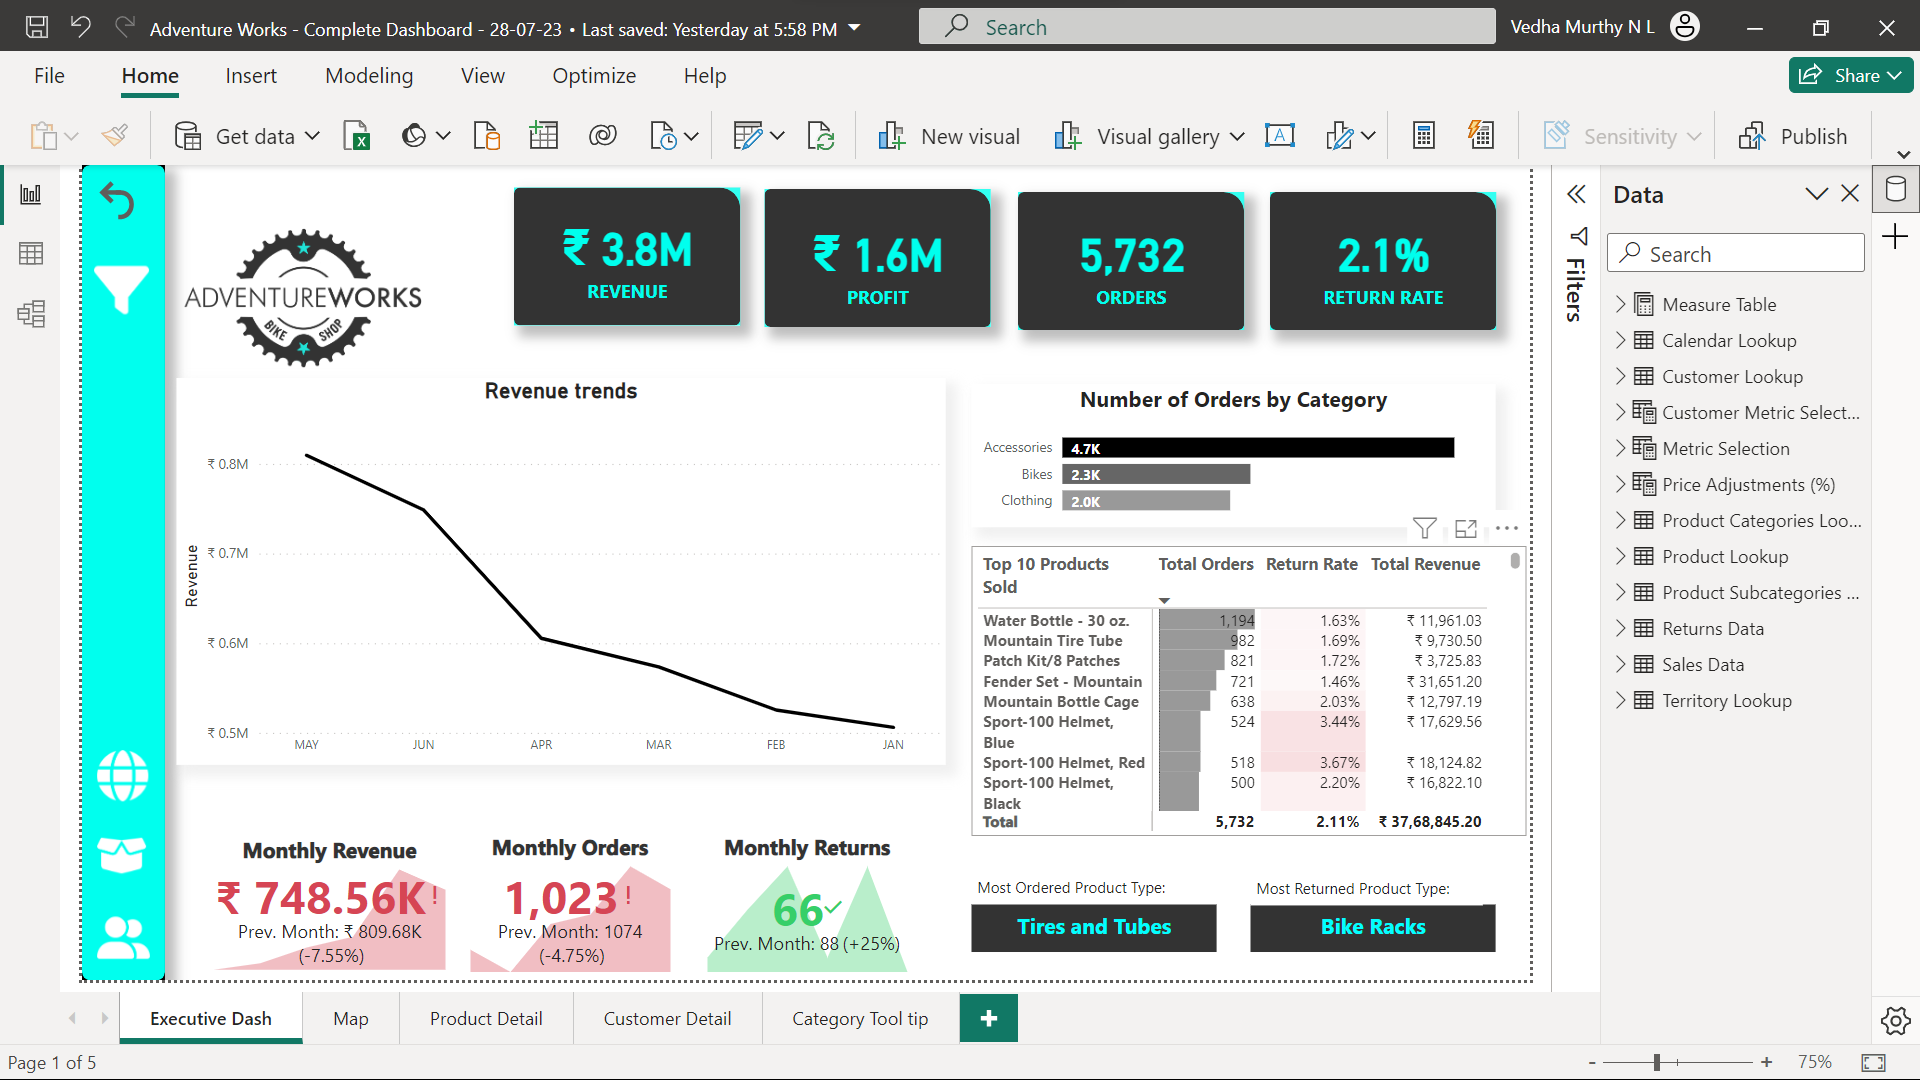 Adventure Works - Complete Dashboard - 28-07-23 • Last saved: Yesterday at 5:58 PM
Search
Vedha Murthy N L
File
Home
Insert
Modeling
View
Optimize
Help
Share
Get data
New visual
Visual gallery
A
Sensitivity
Publish
ADVENTUREWORKS
BIKE SHOP
₹ 3.8M
REVENUE
₹ 1.6M
PROFIT
5,732
ORDERS
2.1%
RETURN RATE
Revenue trends
Revenue
₹ 0.8M
₹ 0.7M
₹ 0.6M
₹ 0.5M
MAY JUN APR MAR FEB JAN
Number of Orders by Category
Accessories 4.7K
Bikes 2.3K
Clothing 2.0K
Top 10 Products Sold Total Orders Return Rate Total Revenue
Water Bottle - 30 oz. 1,194 1.63% ₹ 11,961.03
Mountain Tire Tube 982 1.69% ₹ 9,730.50
Patch Kit/8 Patches 821 1.72% ₹ 3,725.83
Fender Set - Mountain 721 1.46% ₹ 31,651.20
Mountain Bottle Cage 638 2.03% ₹ 12,797.19
Sport-100 Helmet, Blue 524 3.44% ₹ 17,629.56
Sport-100 Helmet, Red 518 3.67% ₹ 18,124.82
Sport-100 Helmet, Black 500 2.20% ₹ 16,822.10
Total 5,732 2.11% ₹ 37,68,845.20
Monthly Revenue
₹ 748.56K!
Prev. Month: ₹ 809.68K
(-7.55%)
Monthly Orders
1,023!
Prev. Month: 1074
(-4.75%)
Monthly Returns
66
Prev. Month: 88 (+25%)
Most Ordered Product Type:
Tires and Tubes
Most Returned Product Type:
Bike Racks
Filters
Data
Search
Measure Table
Calendar Lookup
Customer Lookup
Customer Metric Select...
Metric Selection
Price Adjustments (%)
Product Categories Loo...
Product Lookup
Product Subcategories ...
Returns Data
Sales Data
Territory Lookup
Executive Dash
Map
Product Detail
Customer Detail
Category Tool tip
Page 1 of 5
75%